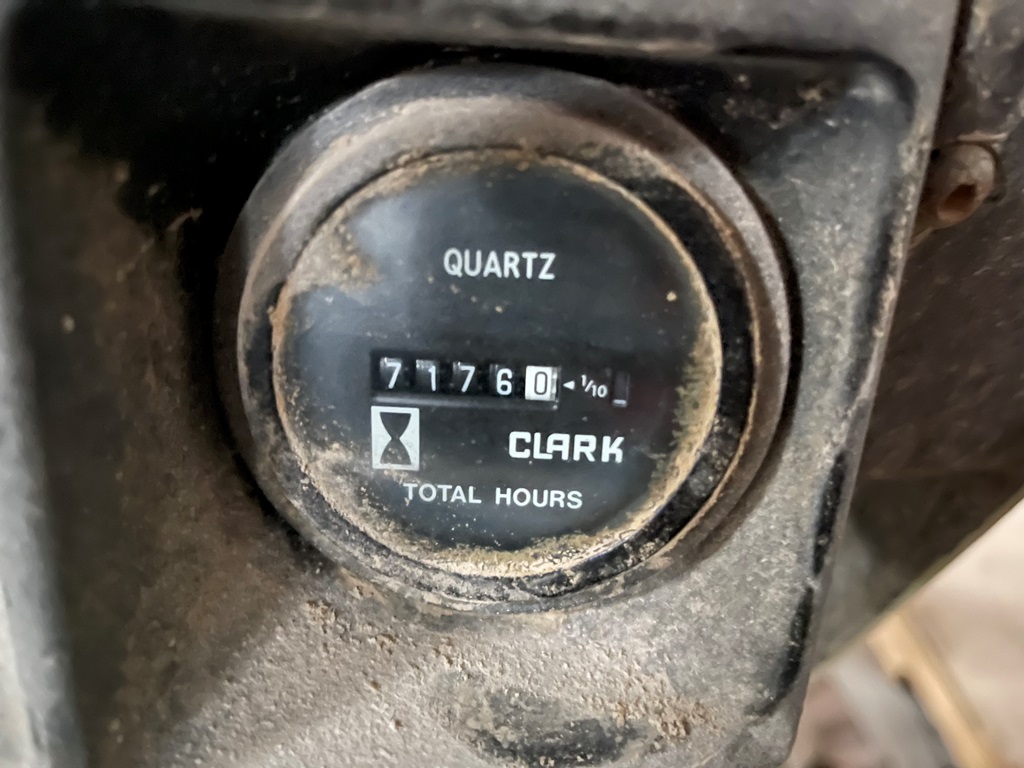 QUARTZ
71760 ◄ 1/10
CLARK
TOTAL HOURS